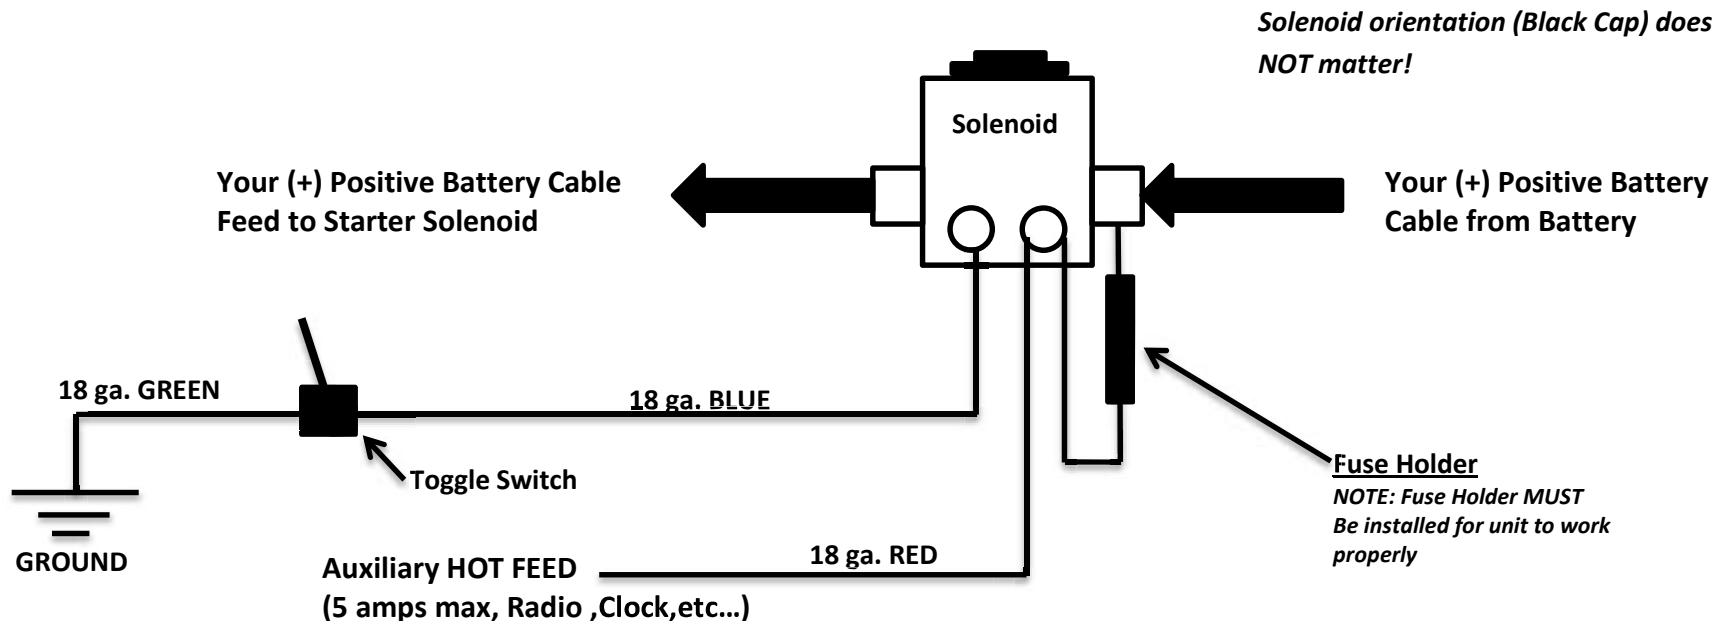 Solenoid orientation (Black Cap) does
NOT matter!
Solenoid
Your (+) Positive Battery Cable
Feed to Starter Solenoid
Your (+) Positive Battery
Cable from Battery
18 ga. GREEN
18 ga. BLUE
Toggle Switch
Fuse Holder
NOTE: Fuse Holder MUST
Be installed for unit to work
properly
GROUND
18 ga. RED
Auxiliary HOT FEED
(5 amps max, Radio ,Clock,etc...)